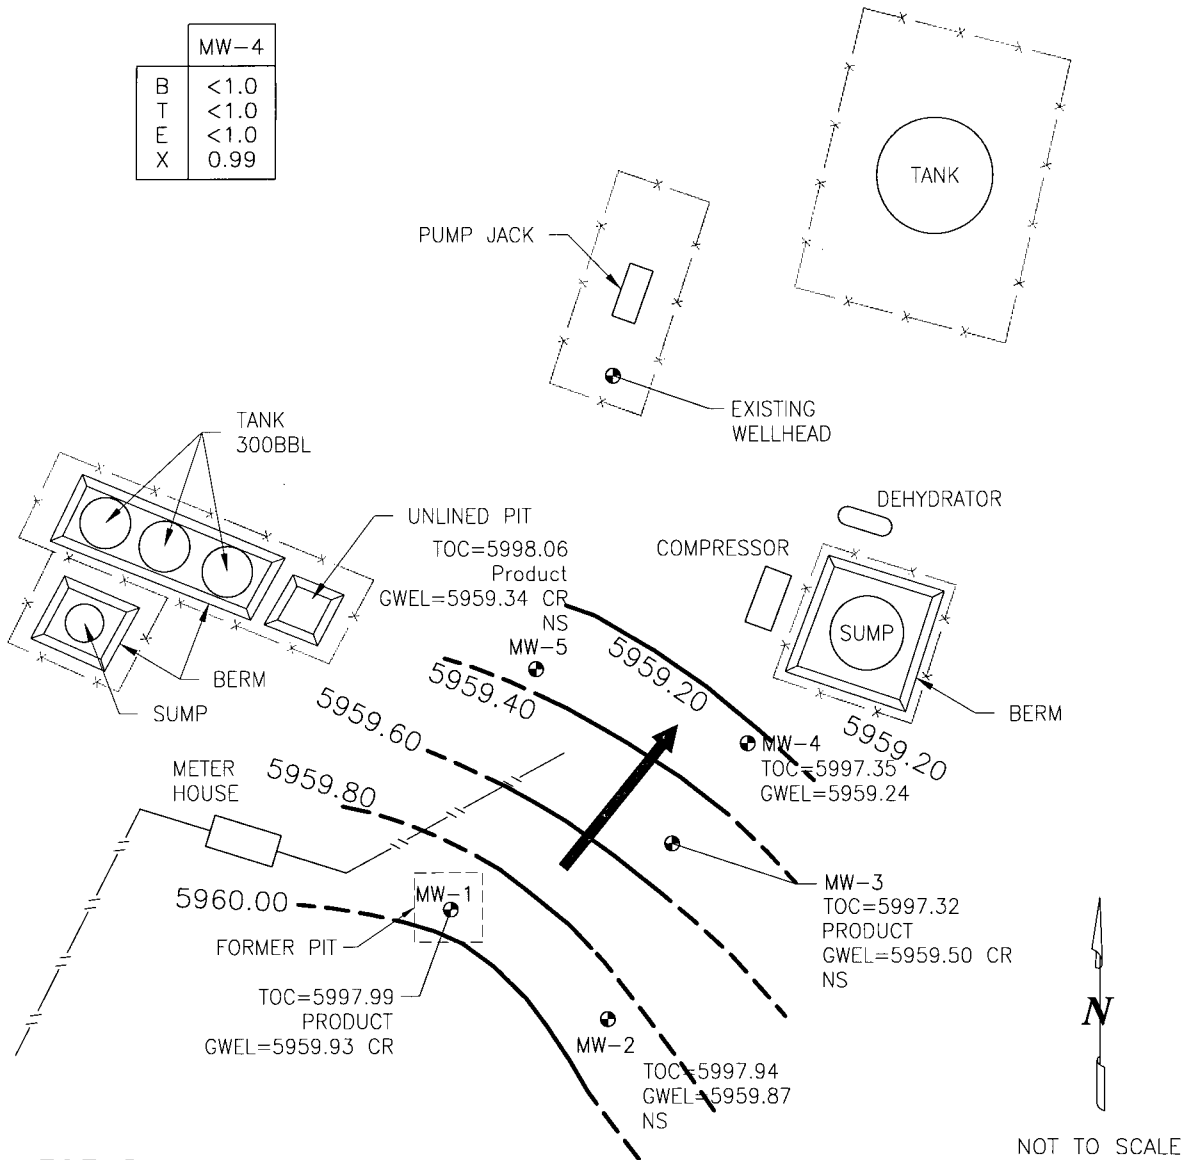 MW-4
B <1.0
T <1.0
E <1.0
X 0.99
TANK
PUMP JACK
EXISTING
WELLHEAD
TANK
300BBL
UNLINED PIT
DEHYDRATOR
COMPRESSOR
TOC=5998.06
Product
GWEL=5959.34 CR
NS
MW-5
SUMP
BERM
SUMP
BERM
5959.20
5959.40
5959.60
5959.80
5960.00
5959.20
MW-4
TOC=5997.35
GWEL=5959.24
METER
HOUSE
MW-1
FORMER PIT
TOC=5997.99
PRODUCT
GWEL=5959.93 CR
MW-3
TOC=5997.32
PRODUCT
GWEL=5959.50 CR
NS
MW-2
TOC=5997.94
GWEL=5959.87
NS
N
NOT TO SCALE